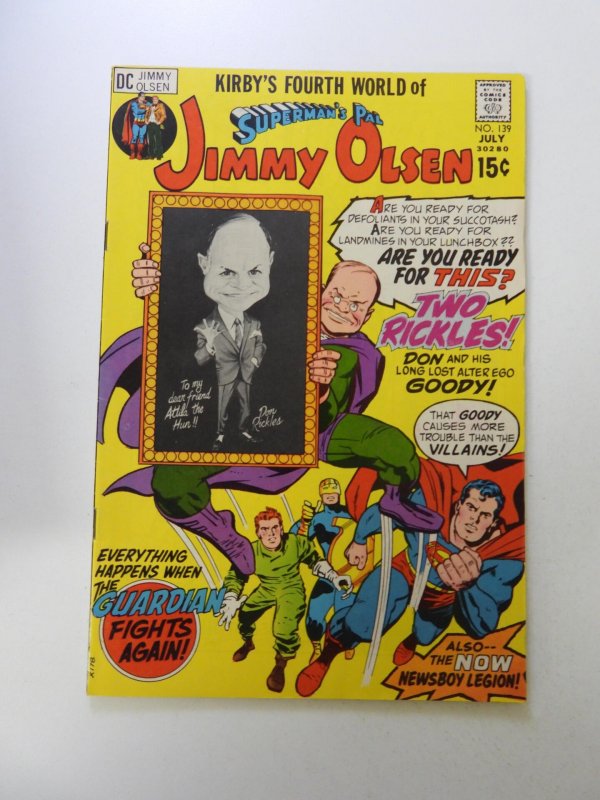 DC JIMMY
OLSEN
KIRBY'S FOURTH WORLD of
SUPERMAN'S PAL
JIMMY OLSEN
APPROVED
BY THE
COMICS
CODE
AUTHORITY
NO. 139
JULY
30280
15¢
ARE YOU READY FOR
DEFOLIANTS IN YOUR SUCCOTASH?
ARE YOU READY FOR
LANDMINES IN YOUR LUNCHBOX??
ARE YOU READY
FOR THIS?
TWO
RICKLES!
DON AND HIS
LONG LOST ALTER EGO
GOODY!
To my
dear friend
Attila the
Hun!!
Don
Rickles
THAT GOODY
CAUSES MORE
TROUBLE THAN THE
VILLAINS!
EVERYTHING
HAPPENS WHEN
THE
GUARDIAN
FIGHTS
AGAIN!
ALSO--
THE NOW
NEWSBOY LEGION!